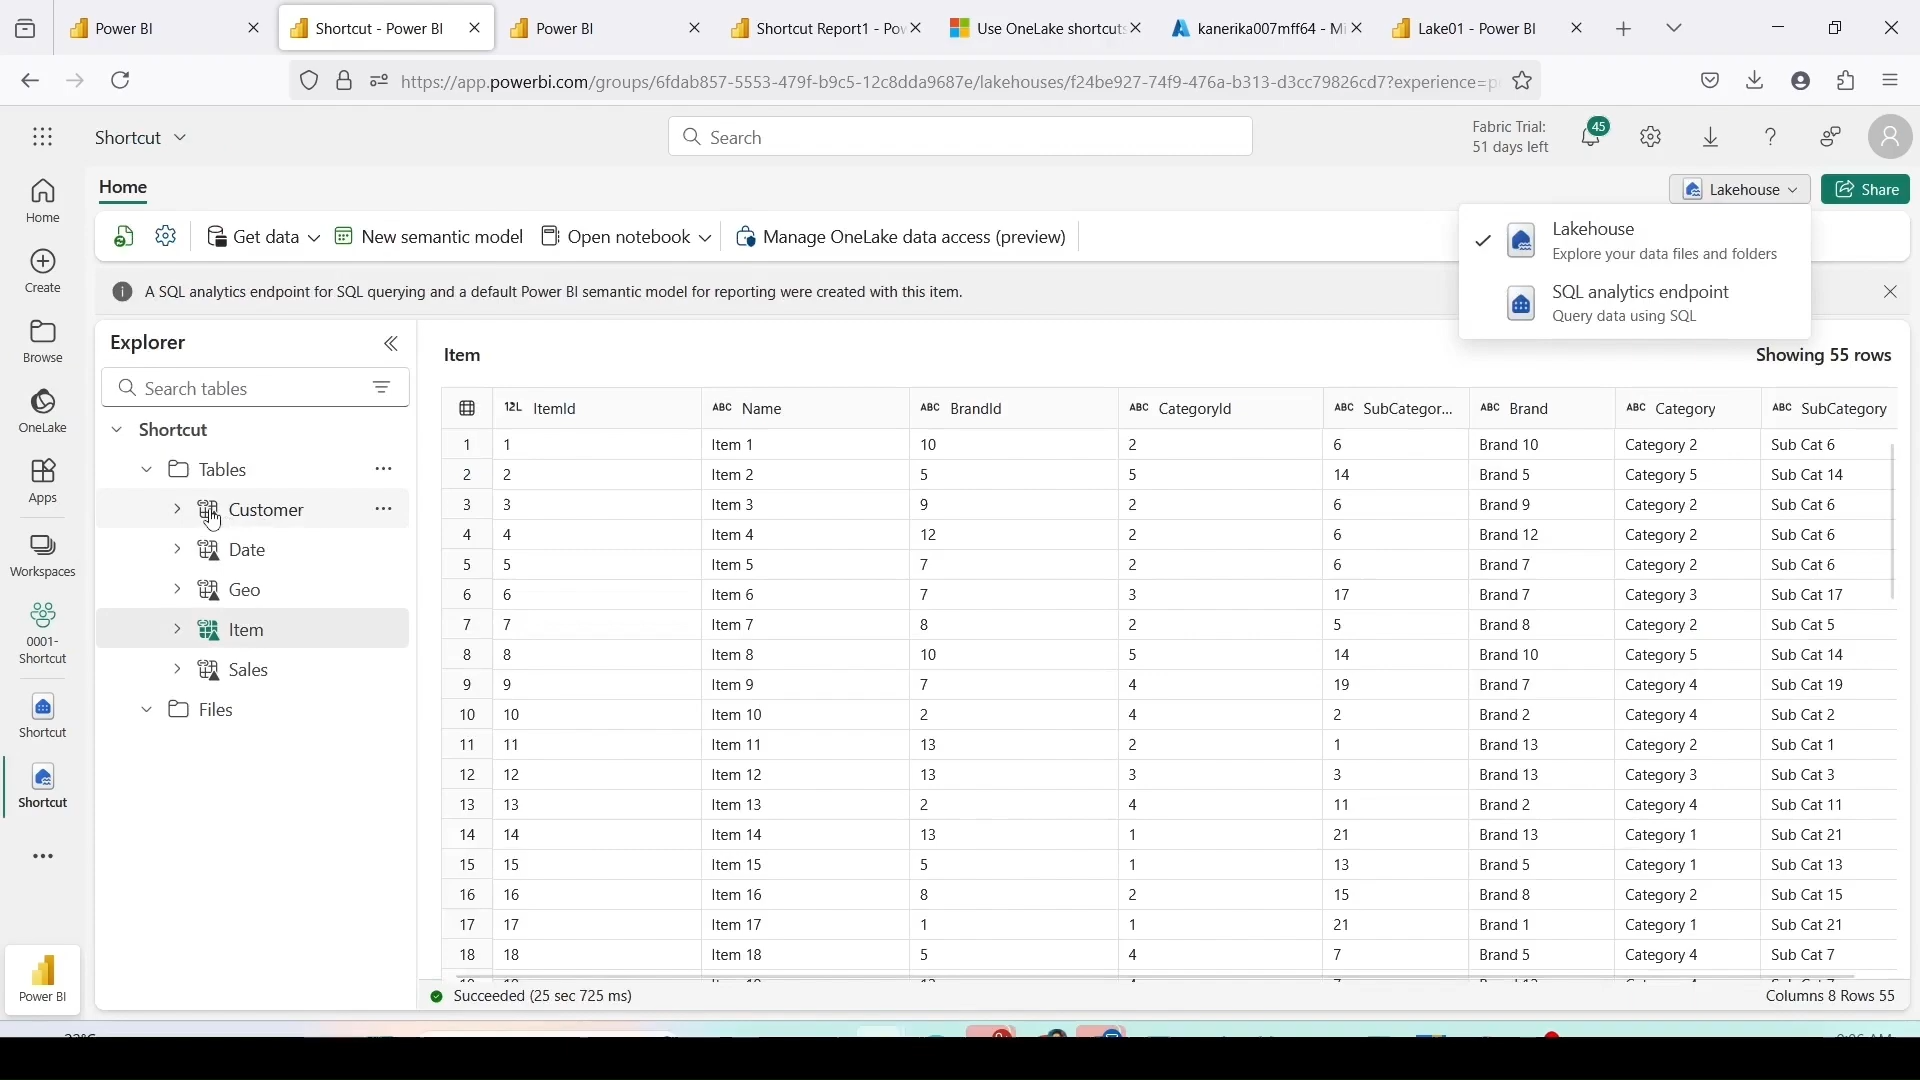 Power BI
Shortcut - Power BI
Power BI
Shortcut Report1 - Pov
Use OneLake shortcuts
kanerika007mff64 - Mi
Lake01 - Power BI
https://app.powerbi.com/groups/6fdab857-5553-479f-b9c5-12c8dda9687e/lakehouses/f24be927-74f9-476a-b313-d3cc79826cd7?experience=p
Shortcut
Search
Fabric Trial:
51 days left
45
Home
Lakehouse
Share
Get data
New semantic model
Open notebook
Manage OneLake data access (preview)
Lakehouse
Explore your data files and folders
SQL analytics endpoint
Query data using SQL
A SQL analytics endpoint for SQL querying and a default Power BI semantic model for reporting were created with this item.
Home
Create
Browse
OneLake
Apps
Workspaces
0001-
Shortcut
Shortcut
Shortcut
Power BI
Explorer
Search tables
Shortcut
Tables
Customer
Date
Geo
Item
Sales
Files
Item
Showing 55 rows
12L ItemId ABC Name ABC BrandId ABC CategoryId ABC SubCategor... ABC Brand ABC Category ABC SubCategory
1 1 Item 1 10 2 6 Brand 10 Category 2 Sub Cat 6
2 2 Item 2 5 5 14 Brand 5 Category 5 Sub Cat 14
3 3 Item 3 9 2 6 Brand 9 Category 2 Sub Cat 6
4 4 Item 4 12 2 6 Brand 12 Category 2 Sub Cat 6
5 5 Item 5 7 2 6 Brand 7 Category 2 Sub Cat 6
6 6 Item 6 7 3 17 Brand 7 Category 3 Sub Cat 17
7 7 Item 7 8 2 5 Brand 8 Category 2 Sub Cat 5
8 8 Item 8 10 5 14 Brand 10 Category 5 Sub Cat 14
9 9 Item 9 7 4 19 Brand 7 Category 4 Sub Cat 19
10 10 Item 10 2 4 2 Brand 2 Category 4 Sub Cat 2
11 11 Item 11 13 2 1 Brand 13 Category 2 Sub Cat 1
12 12 Item 12 13 3 3 Brand 13 Category 3 Sub Cat 3
13 13 Item 13 2 4 11 Brand 2 Category 4 Sub Cat 11
14 14 Item 14 13 1 21 Brand 13 Category 1 Sub Cat 21
15 15 Item 15 5 1 13 Brand 5 Category 1 Sub Cat 13
16 16 Item 16 8 2 15 Brand 8 Category 2 Sub Cat 15
17 17 Item 17 1 1 21 Brand 1 Category 1 Sub Cat 21
18 18 Item 18 5 4 7 Brand 5 Category 4 Sub Cat 7
Succeeded (25 sec 725 ms)
Columns 8 Rows 55